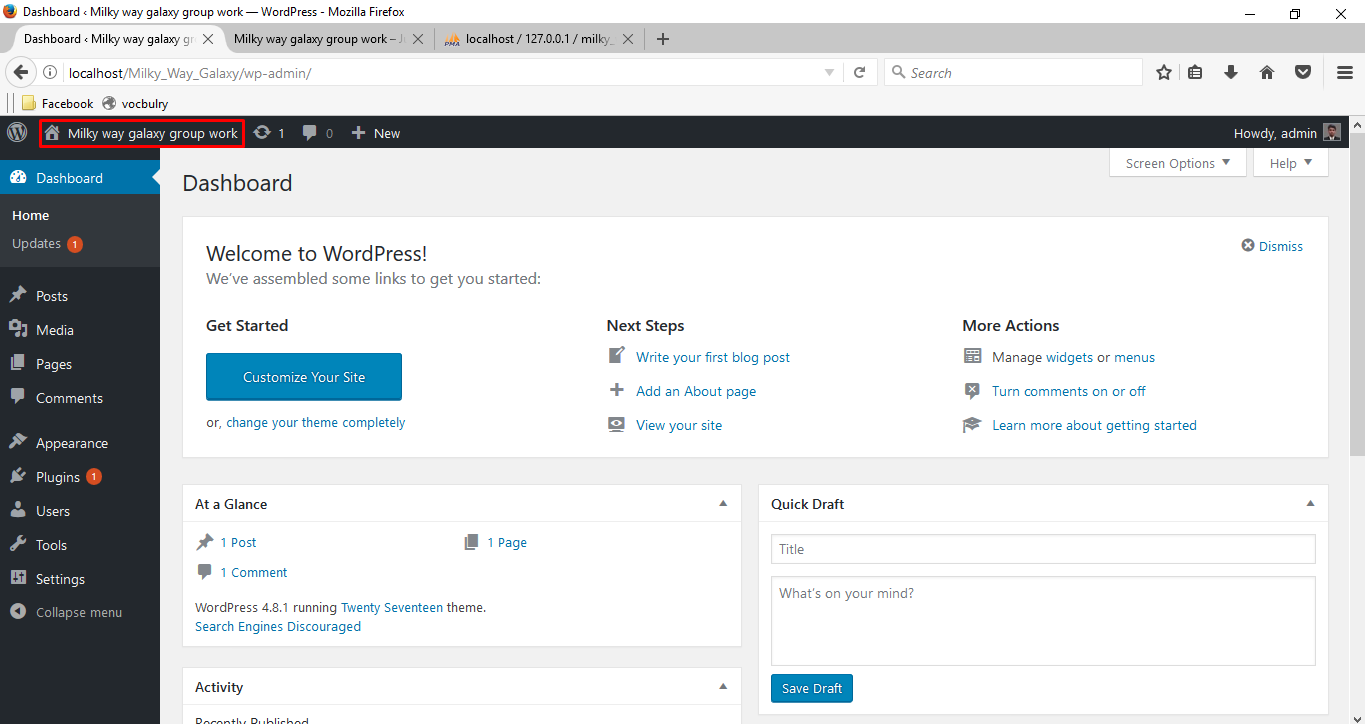 Dashboard ‹ Milky way galaxy group work — WordPress - Mozilla Firefox
Dashboard ‹ Milky way galaxy gr
Milky way galaxy group work –
PMA
localhost / 127.0.0.1 / milky_
localhost/Milky_Way_Galaxy/wp-admin/
Search
Facebook
vocbulry
Milky way galaxy group work
1
0
New
Howdy, admin
Dashboard
Home
Updates 1
Posts
Media
Pages
Comments
Appearance
Plugins 1
Users
Tools
Settings
Collapse menu
Screen Options
Help
Dashboard
Welcome to WordPress!
We've assembled some links to get you started:
Dismiss
Get Started
Customize Your Site
or, change your theme completely
Next Steps
Write your first blog post
Add an About page
View your site
More Actions
Manage widgets or menus
Turn comments on or off
Learn more about getting started
At a Glance
1 Post
1 Page
1 Comment
WordPress 4.8.1 running Twenty Seventeen theme.
Search Engines Discouraged
Activity
Recently Published
Quick Draft
Title
What's on your mind?
Save Draft